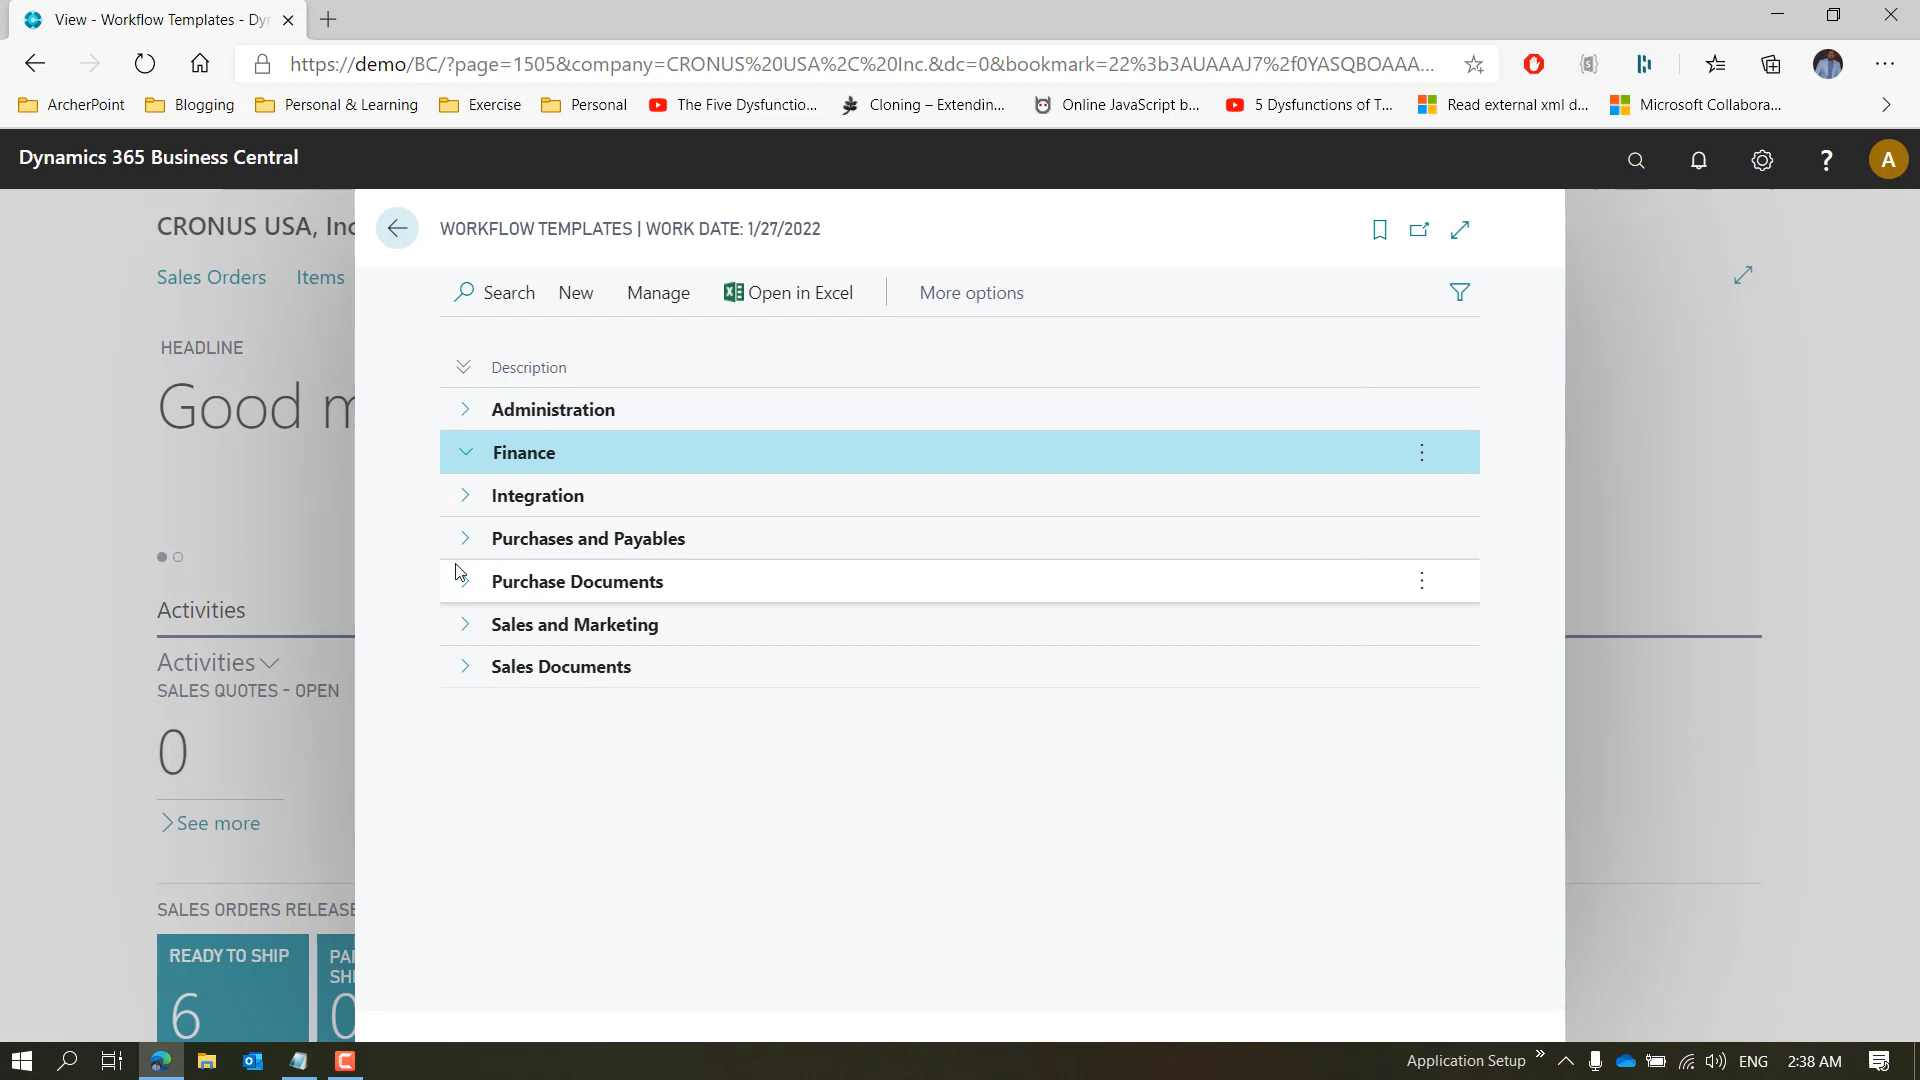 View - Workflow Templates - Dy
https://demo/BC/?page=1505&company=CRONUS%20USA%2C%20Inc.&dc=0&bookmark=22%3b3AUAAAJ7%2f0YASQBOAAA...
ArcherPoint
Blogging
Personal & Learning
Exercise
Personal
The Five Dysfunctio...
Cloning – Extendin...
Online JavaScript b...
5 Dysfunctions of T...
Read external xml d...
Microsoft Collabora...
Dynamics 365 Business Central
?
A
CRONUS USA, Inc
WORKFLOW TEMPLATES | WORK DATE: 1/27/2022
Sales Orders Items
Search New Manage Open in Excel More options
HEADLINE
Good m
Description
Administration
Finance
Integration
Purchases and Payables
Purchase Documents
Sales and Marketing
Sales Documents
Activities
Activities
SALES QUOTES - OPEN
0
See more
SALES ORDERS RELEASE
READY TO SHIP
6
PAR
SHI
0
Application Setup
ENG
2:38 AM